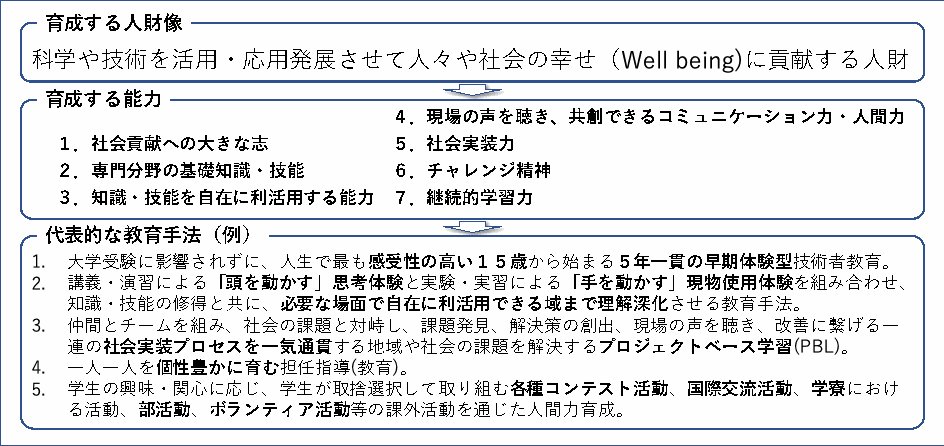 育成する人財像
科学や技術を活用・応用発展させて人々や社会の幸せ（Well being)に貢献する人財
育成する能力
1．社会貢献への大きな志
2．専門分野の基礎知識・技能
3．知識・技能を自在に利活用する能力
4．現場の声を聴き、共創できるコミュニケーション力・人間力
5．社会実装力
6．チャレンジ精神
7．継続的学習力
代表的な教育手法（例）
1. 大学受験に影響されずに、人生で最も感受性の高い１５歳から始まる５年一貫の早期体験型技術者教育。
2. 講義・演習による「頭を動かす」思考体験と実験・実習による「手を動かす」現物使用体験を組み合わせ、
知識・技能の修得と共に、必要な場面で自在に利活用できる域まで理解深化させる教育手法。
3. 仲間とチームを組み、社会の課題と対峙し、課題発見、解決策の創出、現場の声を聴き、改善に繋げる一
連の社会実装プロセスを一気通貫する地域や社会の課題を解決するプロジェクトベース学習(PBL)。
4. 一人一人を個性豊かに育む担任指導(教育)。
5. 学生の興味・関心に応じ、学生が取捨選択して取り組む各種コンテスト活動、国際交流活動、学寮におけ
る活動、部活動、ボランティア活動等の課外活動を通じた人間力育成。